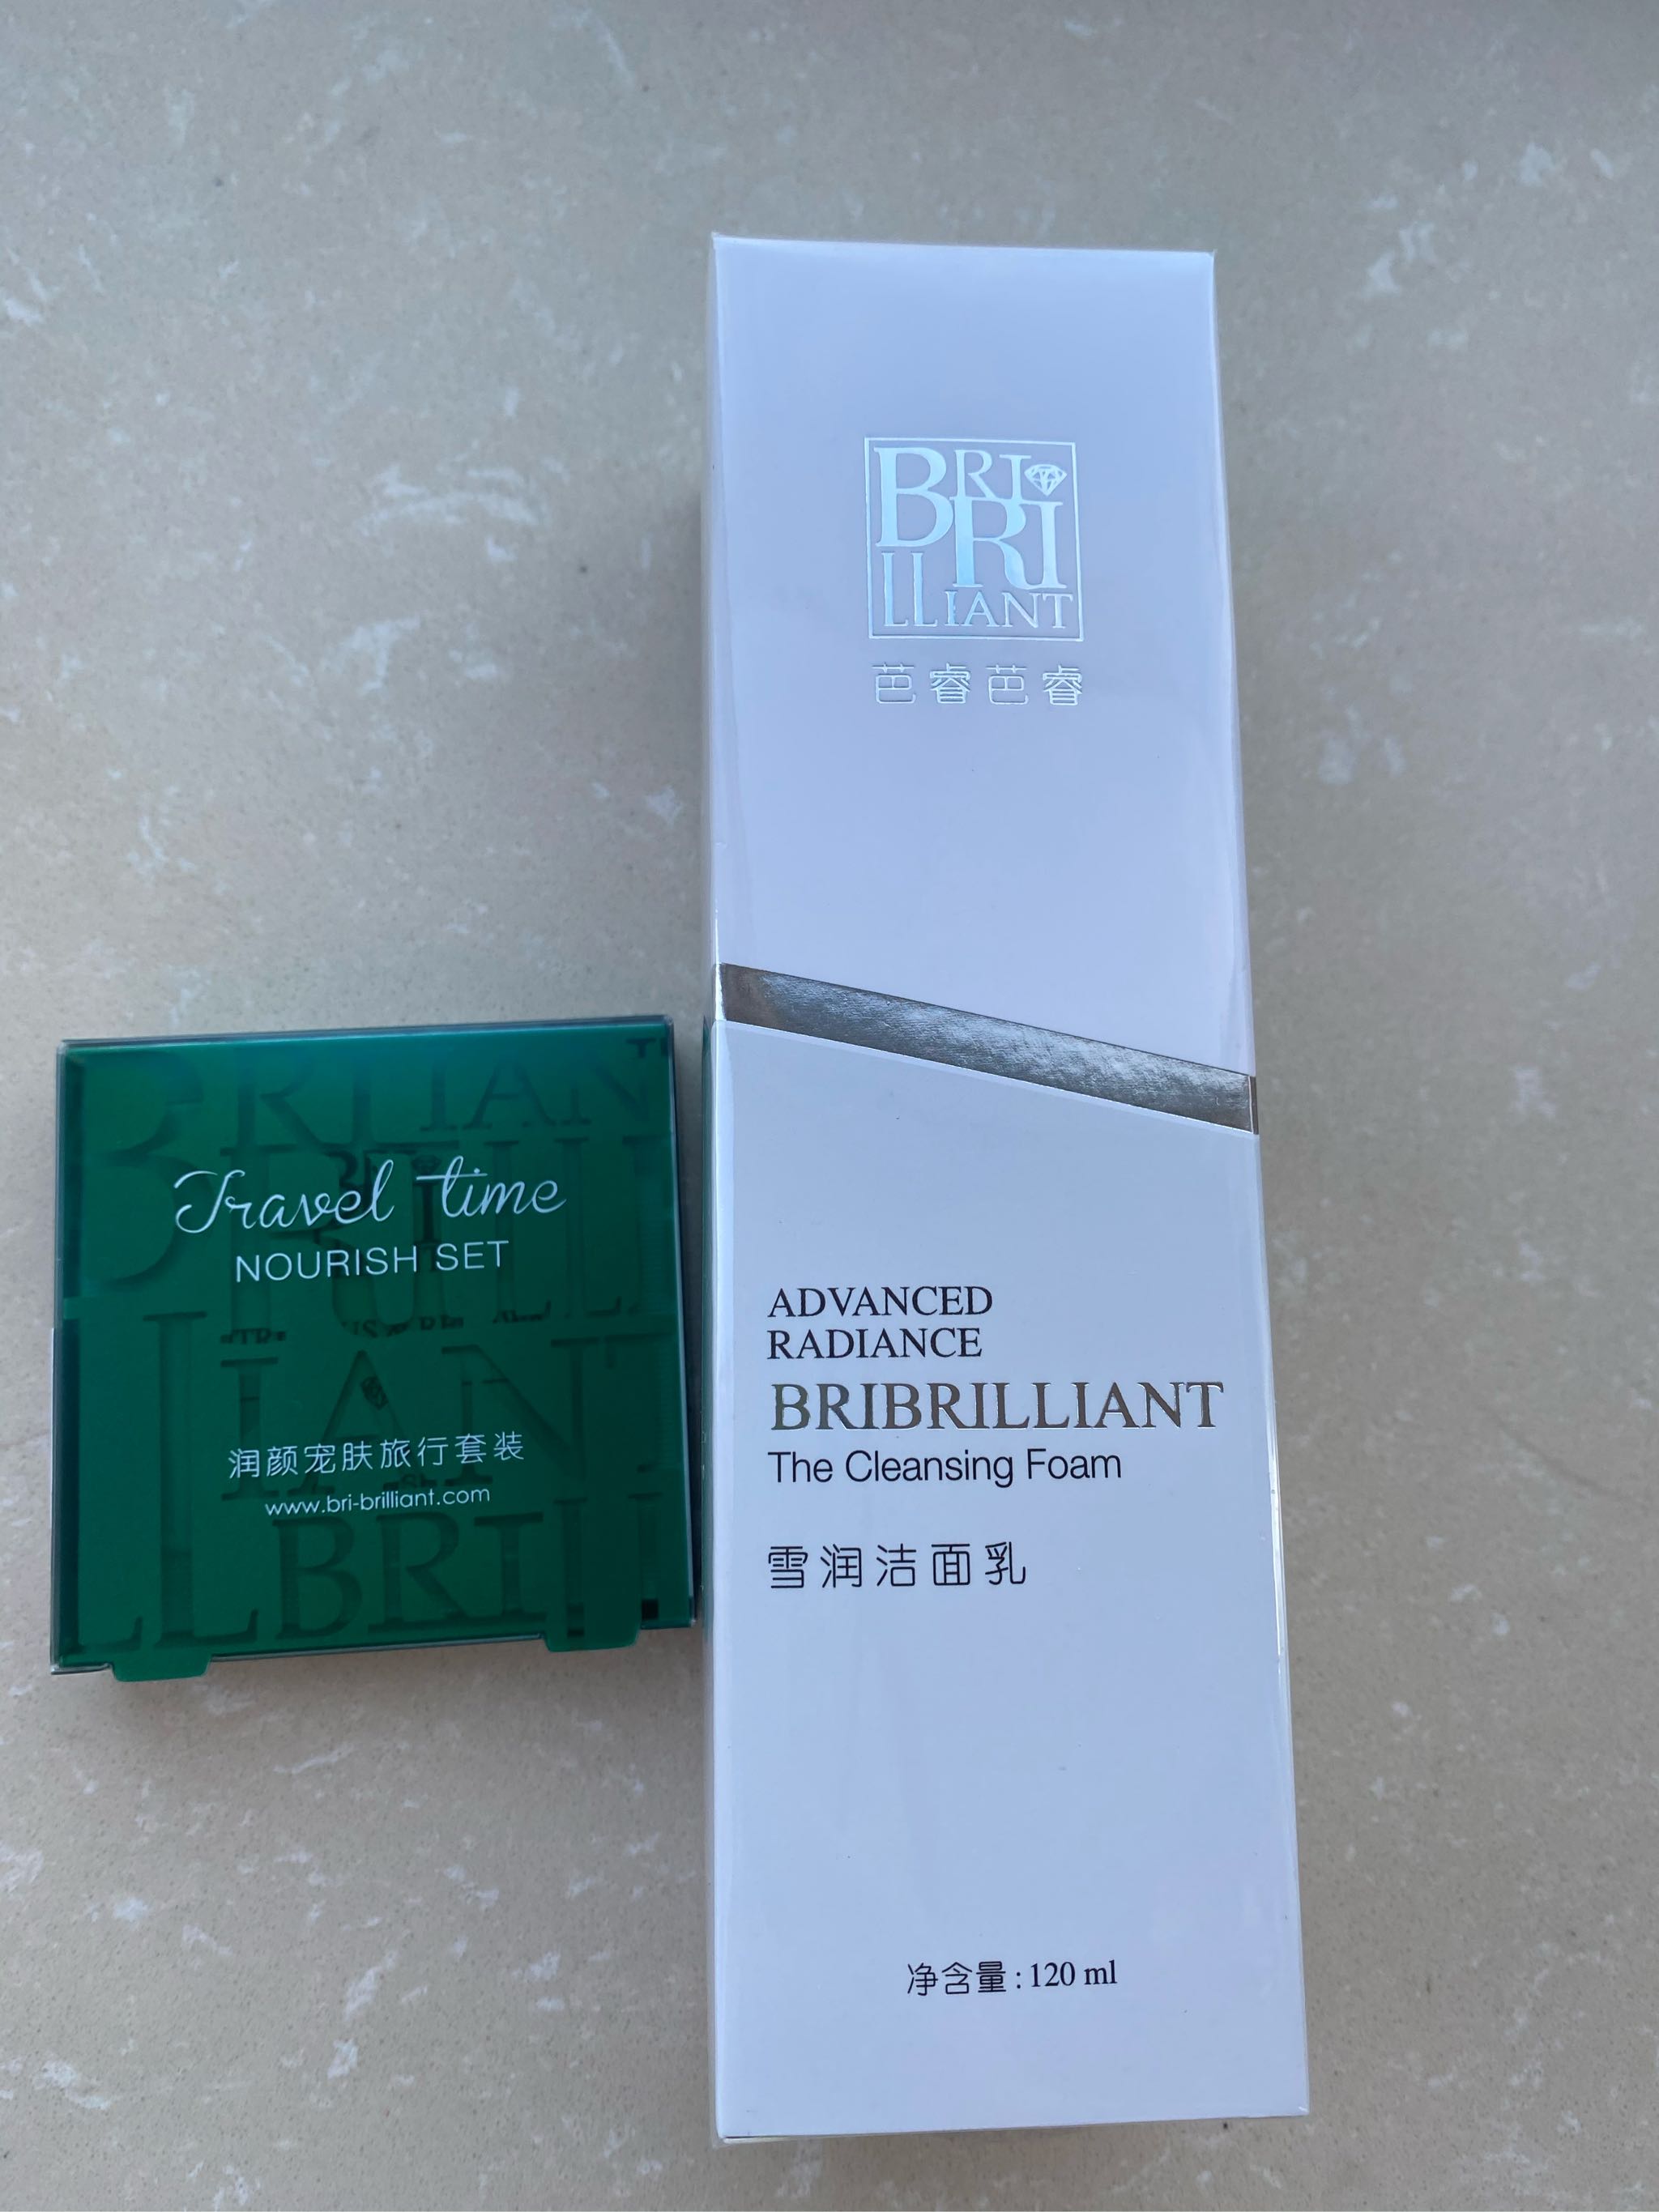 BRI
BRI
LLIANT
芭睿芭睿
ADVANCED
RADIANCE
BRIBRILLIANT
The Cleansing Foam
雪润洁面乳
净含量:120 ml
Travel time
NOURISH SET
润颜宠肤旅行套装
www.bri-brilliant.com